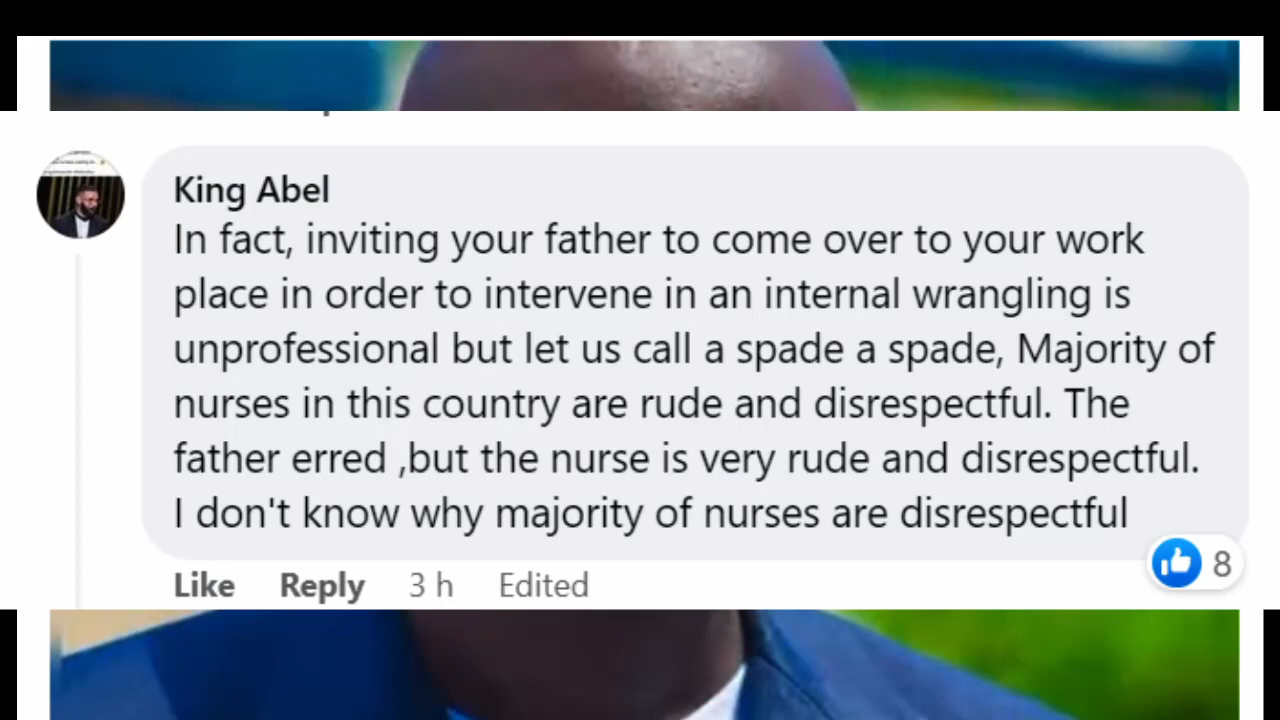 King Abel
In fact, inviting your father to come over to your work
place in order to intervene in an internal wrangling is
unprofessional but let us call a spade a spade, Majority of
nurses in this country are rude and disrespectful. The
father erred ,but the nurse is very rude and disrespectful.
I don't know why majority of nurses are disrespectful
8
Like Reply 3 h Edited